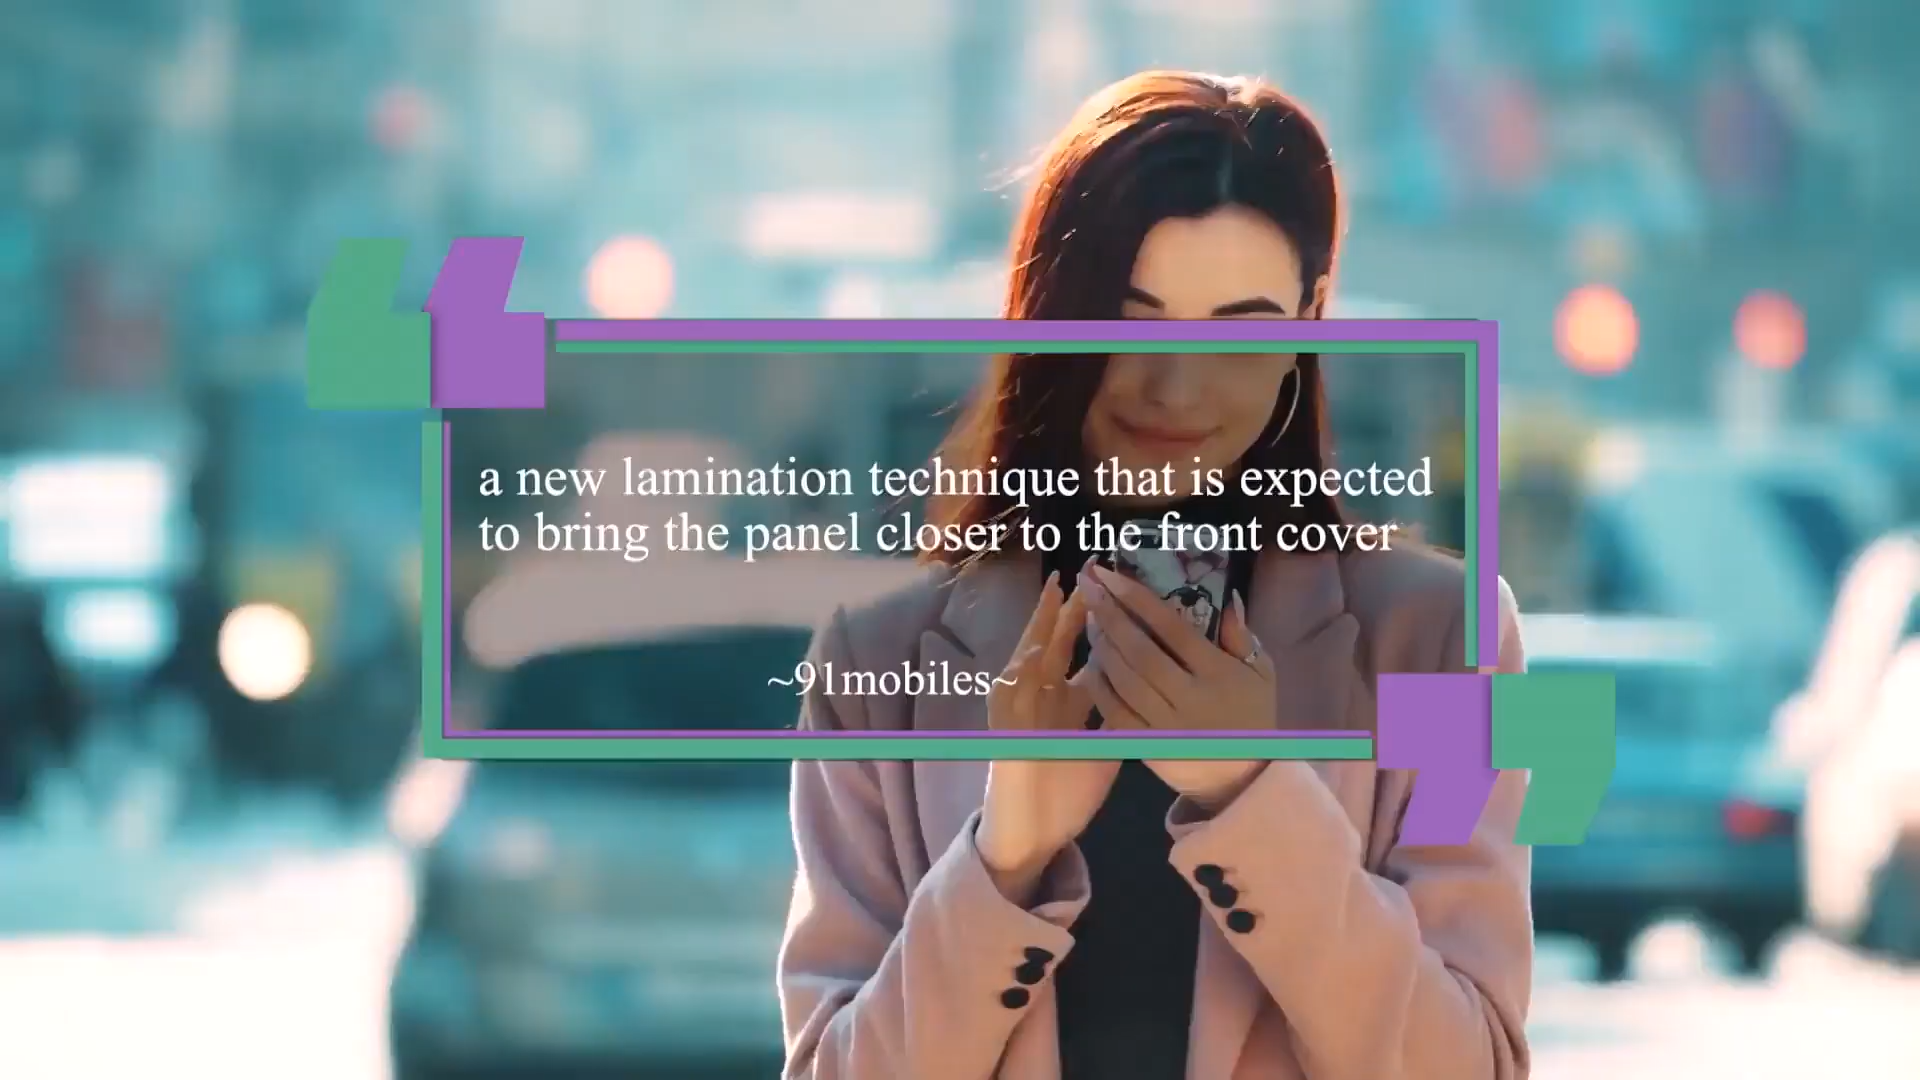 a new lamination technique that is expected
to bring the panel closer to the front cover
~91mobiles~